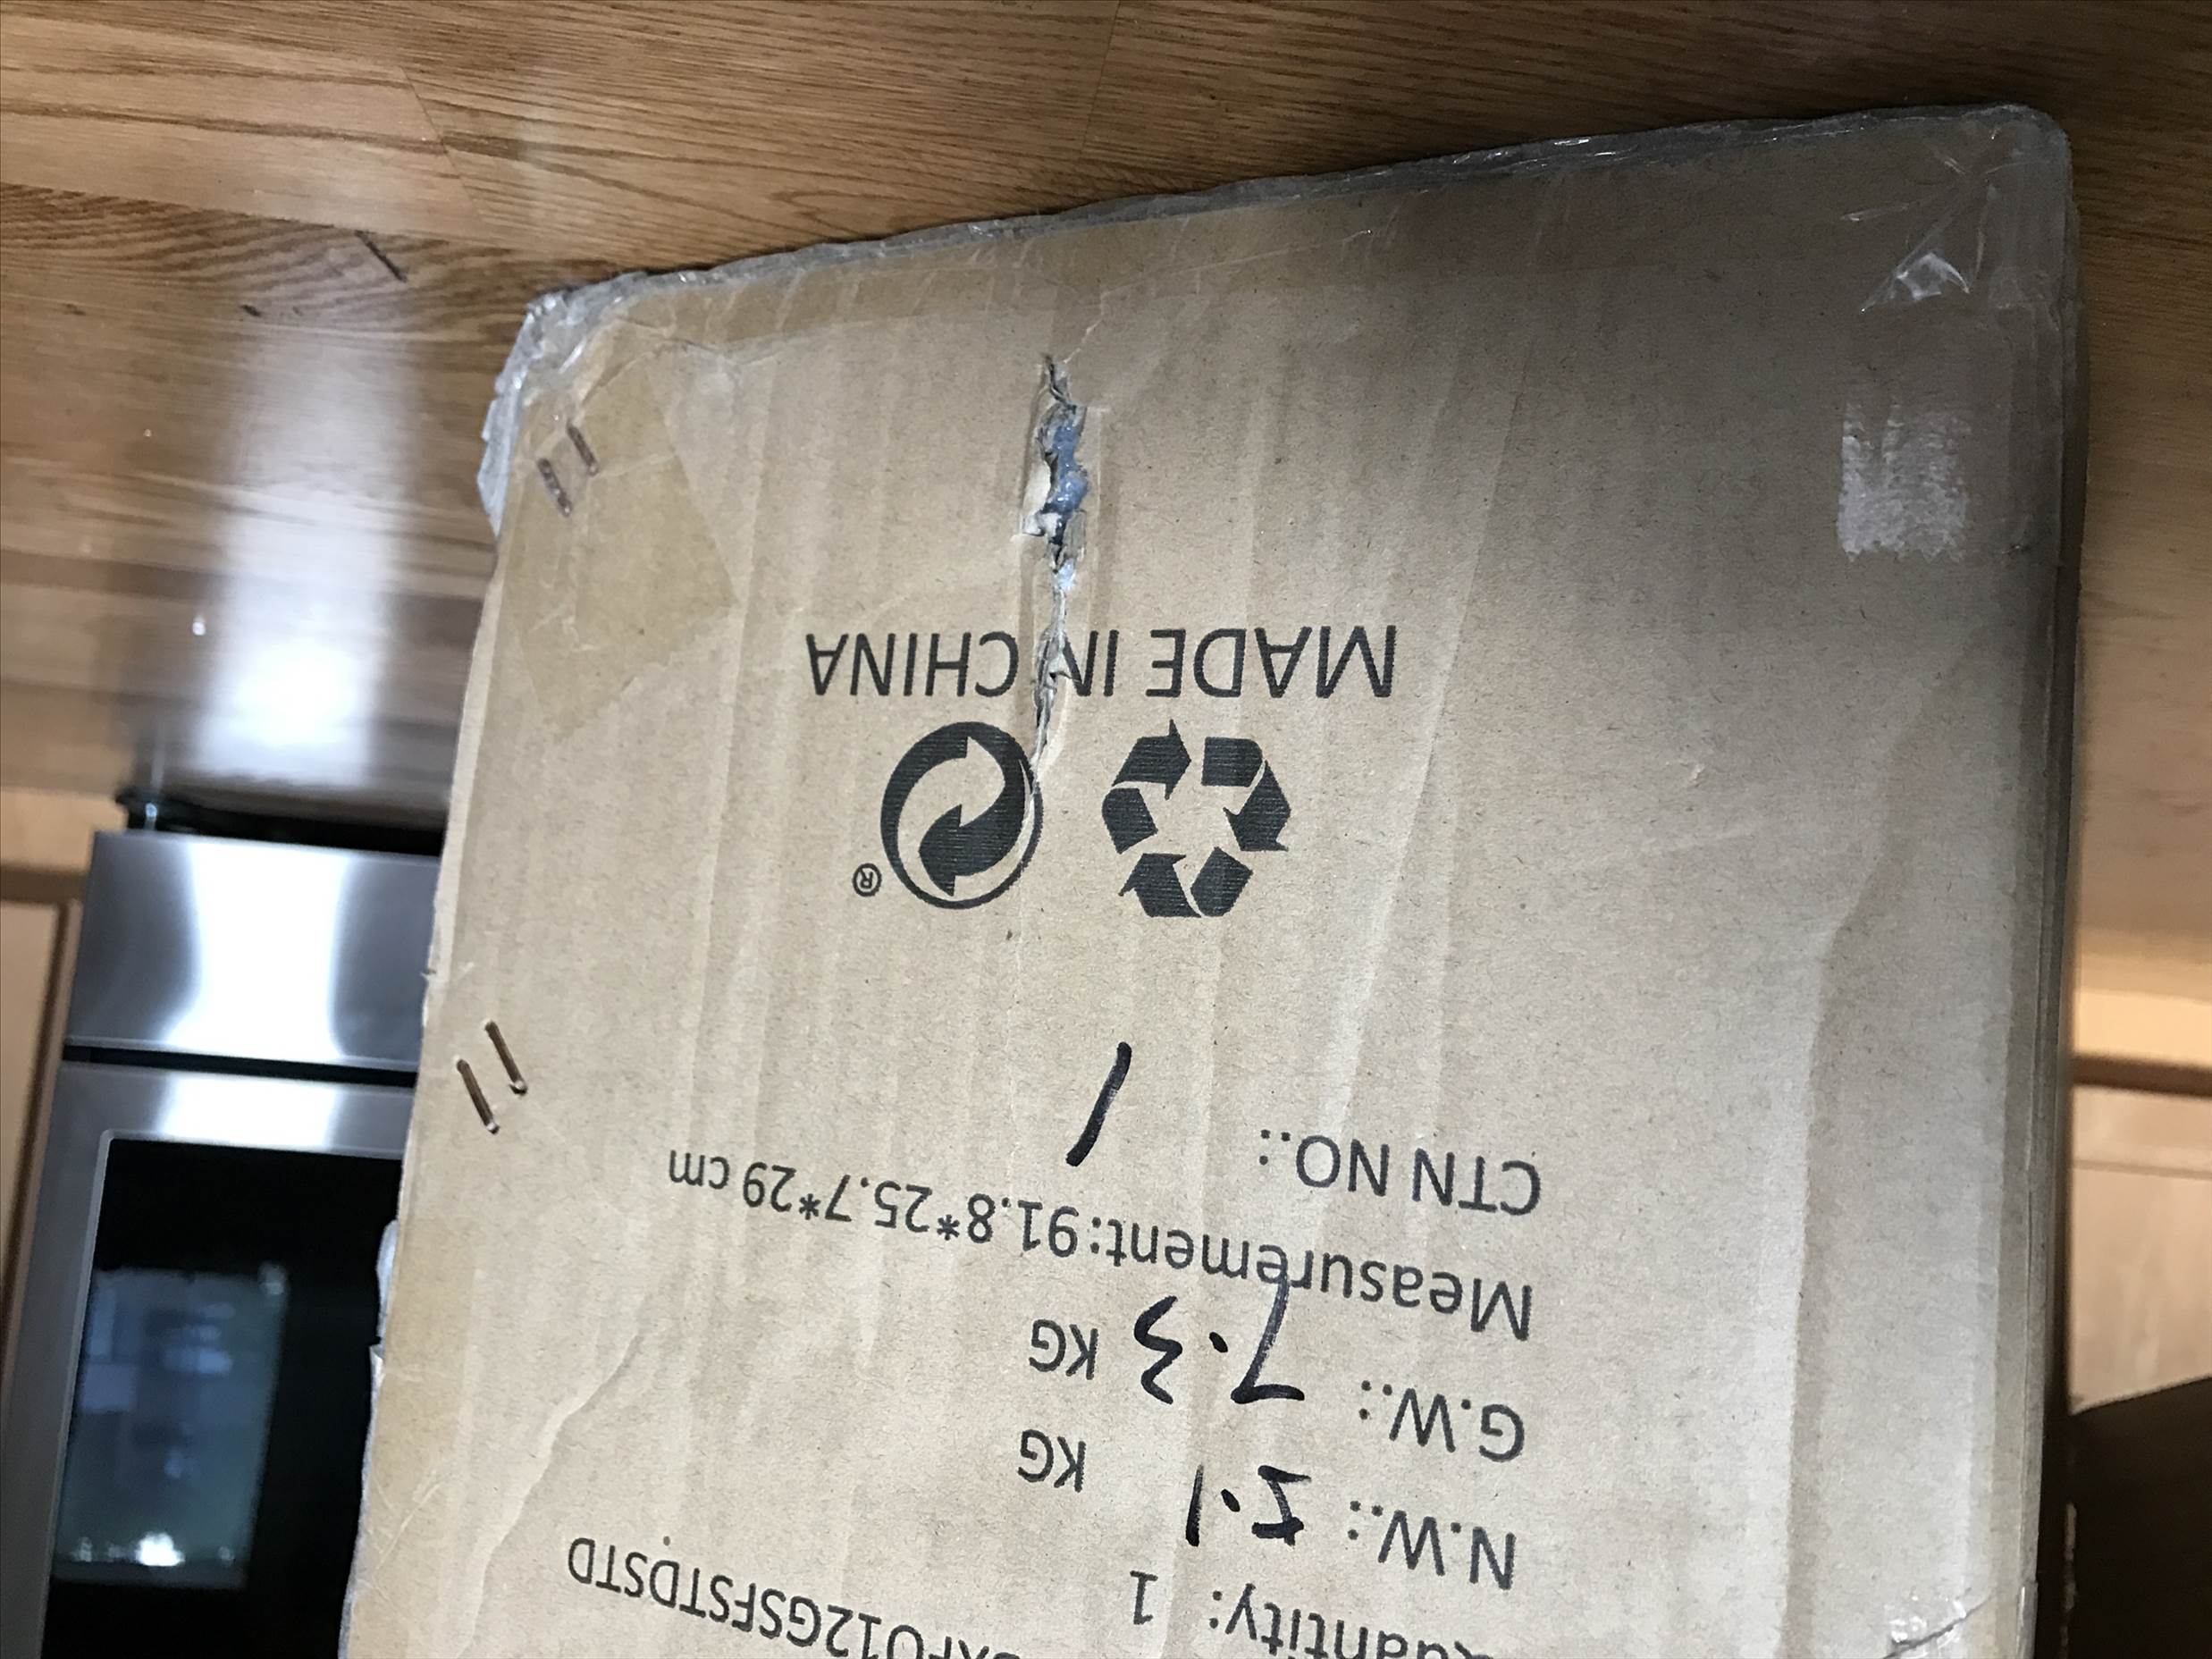 Quantity: 1
N.W.: 5.1 KG
G.W.: 7.3 KG
Measurement:91.8*25.7*29 cm
CTN NO.: 1
®
MADE IN CHINA